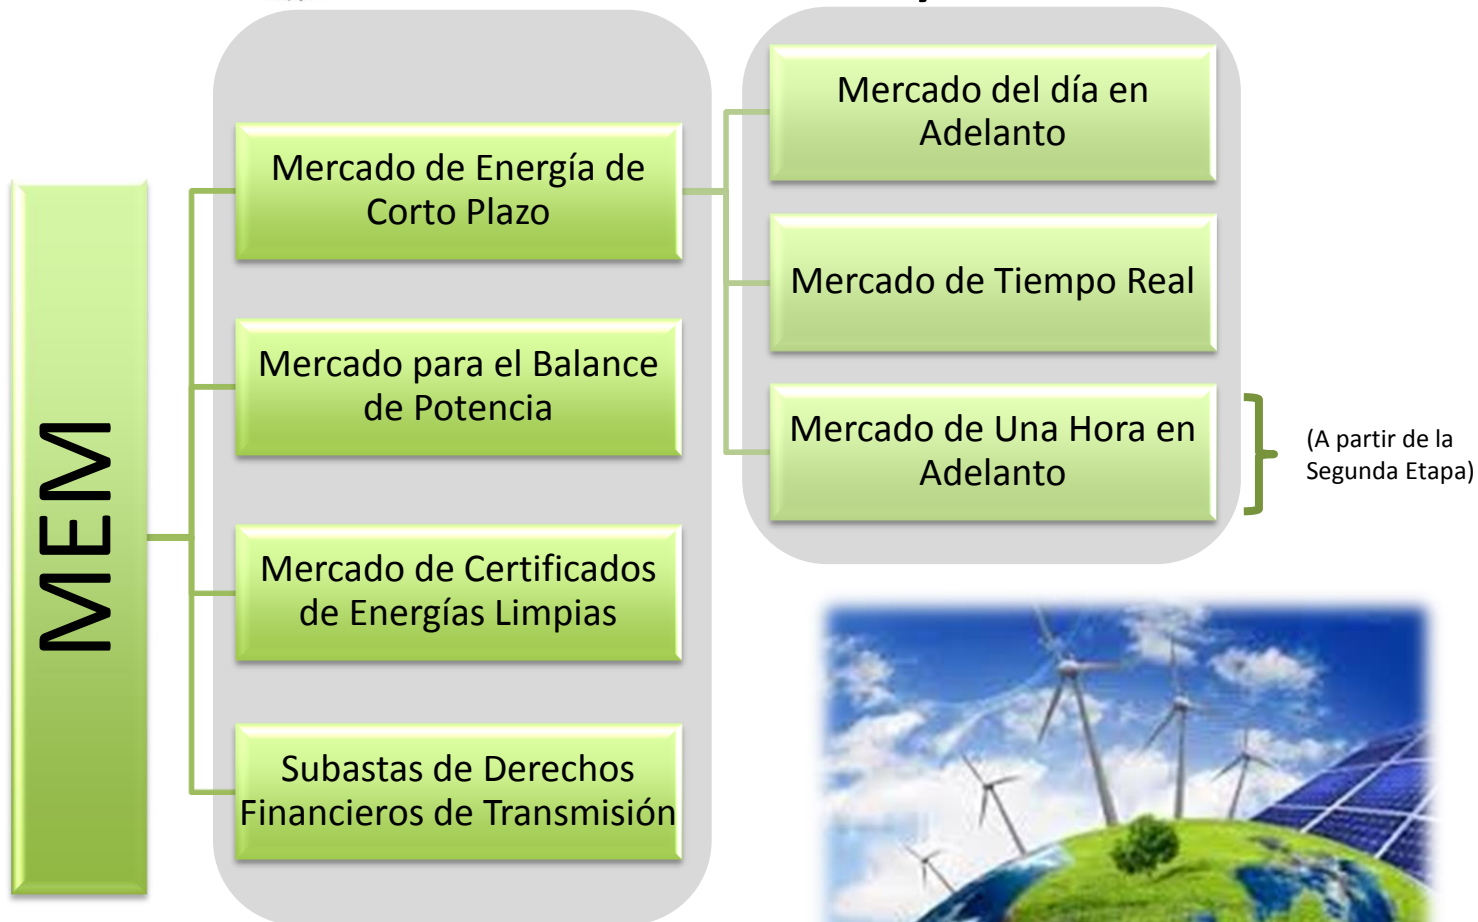 MEM
Mercado de Energía de
Corto Plazo
Mercado para el Balance
de Potencia
Mercado de Certificados
de Energías Limpias
Subastas de Derechos
Financieros de Transmisión
Mercado del día en
Adelanto
Mercado de Tiempo Real
Mercado de Una Hora en
Adelanto
(A partir de la
Segunda Etapa)